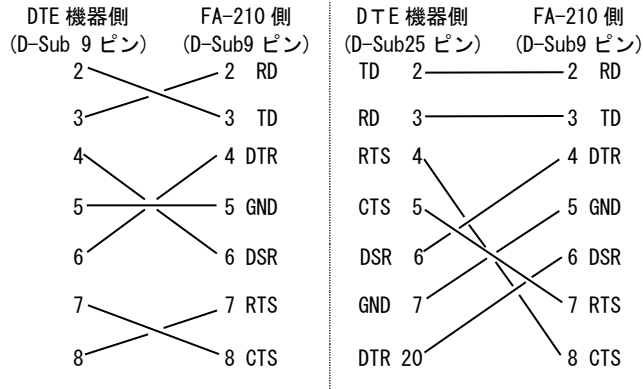 DTE 機器側 FA-210 側
(D-Sub 9 ピン) (D-Sub9 ピン)
2 2 RD
3 3 TD
4 4 DTR
5 5 GND
6 6 DSR
7 7 RTS
8 8 CTS
DTE 機器側 FA-210 側
(D-Sub25 ピン) (D-Sub9 ピン)
TD 2 2 RD
RD 3 3 TD
RTS 4 4 DTR
CTS 5 5 GND
DSR 6 6 DSR
GND 7 7 RTS
DTR 20 8 CTS